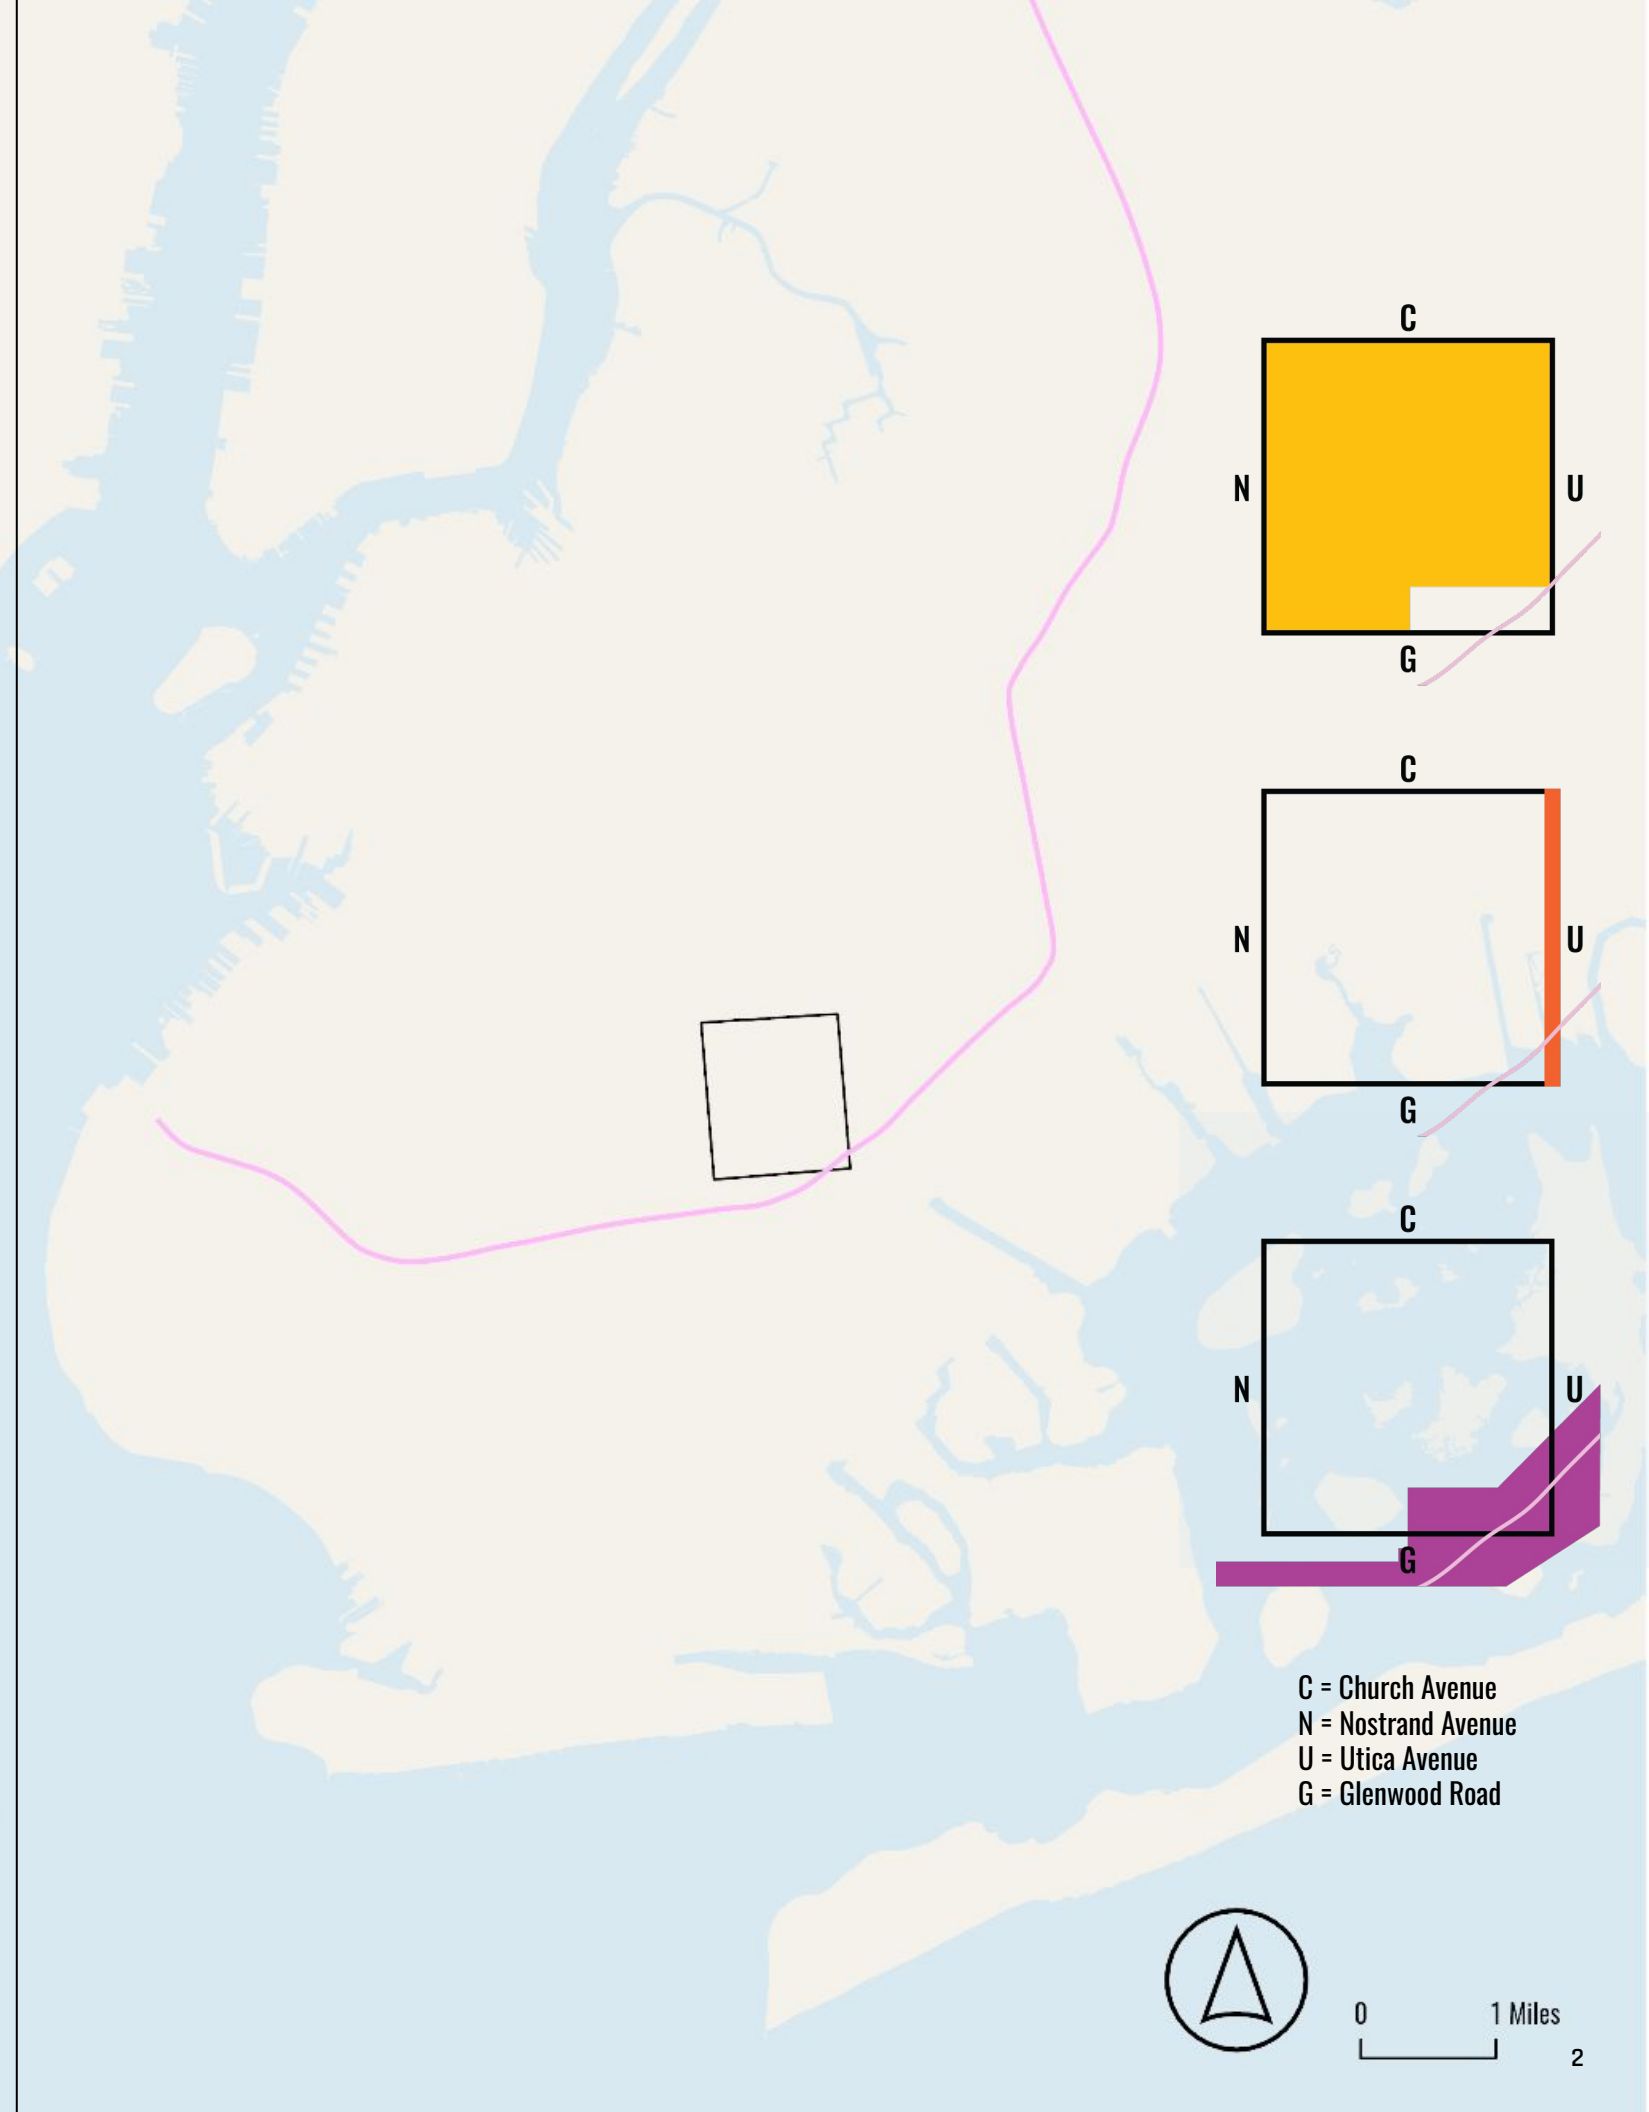 C
N
U
G
C
N
U
G
C
N
U
G
C = Church Avenue
N = Nostrand Avenue
U = Utica Avenue
G = Glenwood Road
0
1 Miles
2